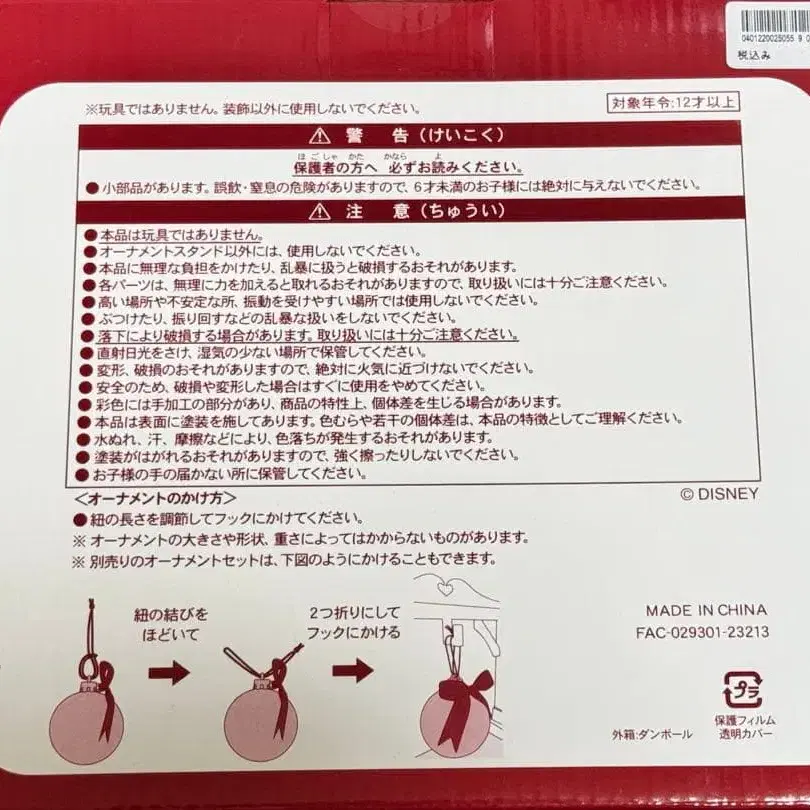 0401220025055 9 0
税込み
※玩具ではありません。装飾以外に使用しないでください。
対象年令:12才以上
警 告(けいこく)
保護者の方へ 必ずお読みください。
ほごしゃ かた かなら よ
●小部品があります。誤飲・窒息の危険がありますので、6才未満のお子様には絶対に与えないでください。
注 意(ちゅうい)
●本品は玩具ではありません。
●オーナメントスタンド以外には、使用しないでください。
●本品に無理な負担をかけたり、乱暴に扱うと破損するおそれがあります。
●各パーツは、無理に力を加えると取れるおそれがありますので、取り扱いには十分ご注意ください。
●高い場所や不安定な所、振動を受けやすい場所では使用しないでください。
●ぶつけたり、振り回すなどの乱暴な扱いをしないでください。
●落下により破損する場合があります。取り扱いには十分ご注意ください。
●直射日光をさけ、湿気の少ない場所で保管してください。
●変形、破損のおそれがありますので、絶対に火気に近づけないでください。
●安全のため、破損や変形した場合はすぐに使用をやめてください。
●彩色には手加工の部分があり、商品の特性上、個体差を生じる場合があります。
●本品は表面に塗装を施してあります。色むらや若干の個体差は、本品の特徴としてご理解ください。
●水ぬれ、汗、摩擦などにより、色落ちが発生するおそれがあります。
●塗装がはがれるおそれがありますので、強く擦ったりしないでください。
●お子様の手の届かない所に保管してください。
<オーナメントのかけ方>
© DISNEY
●紐の長さを調節してフックにかけてください。
※ オーナメントの大きさや形状、重さによってはかからないものがあります。
※ 別売りのオーナメントセットは、下図のようにかけることもできます。
紐の結びを
ほどいて
2つ折りにして
フックにかける
MADE IN CHINA
FAC-029301-23213
プラ
外箱:ダンボール
保護フィルム
透明カバー